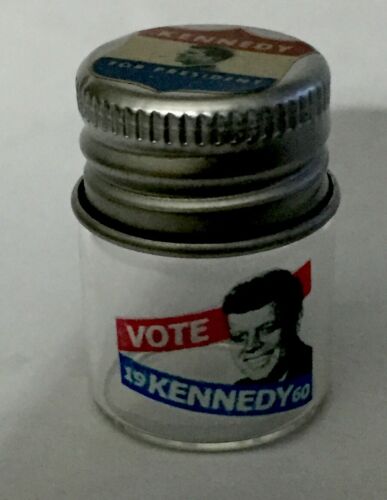 KENNEDY
FOR PRESIDENT
VOTE
19 KENNEDY 60